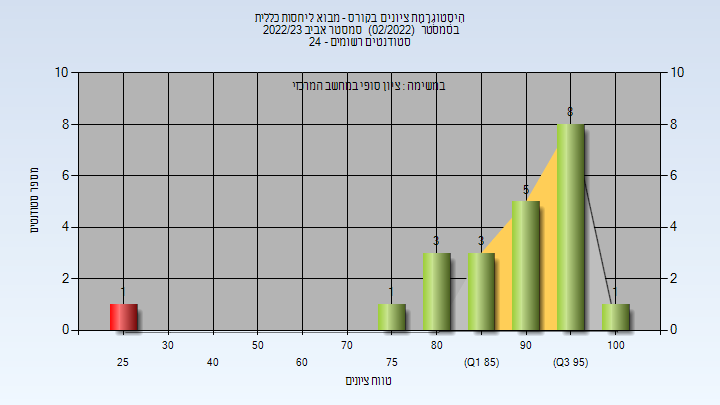 היסטוגרמת ציונים בקורס - מבוא ליחסות כללית
בסמסטר (02/2022) סמסטר אביב 2022/23
סטודנטים רשומים - 24
במשימה : ציון סופי במחשב המרכזי
מספר סטודנטים
10 10
8 8
6 6
4 4
2 2
0 0
1 1 3 3 5 8 1
30 50 70 80 90 100
25 40 60 75 (Q1 85) (Q3 95)
טווח ציונים